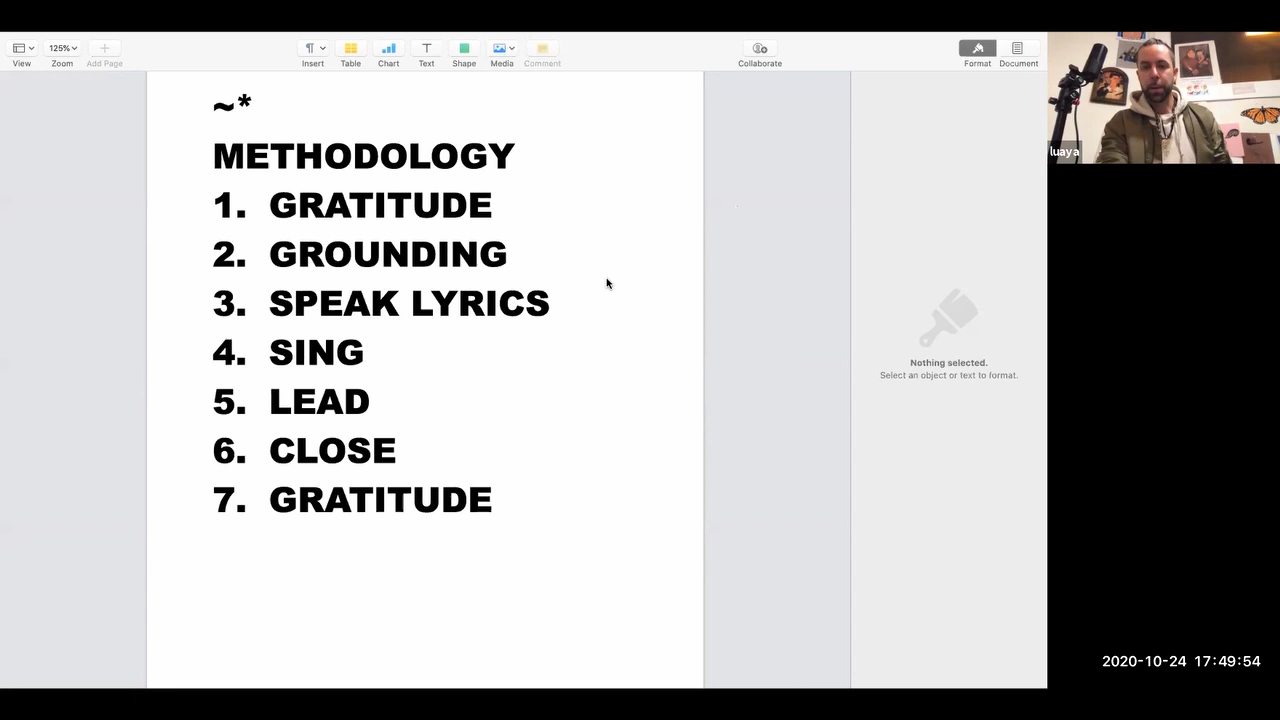 125%
View
Zoom
Add Page
Insert
Table
Chart
Text
Shape
Media
Comment
Collaborate
Format
Document
~*
METHODOLOGY
1. GRATITUDE
2. GROUNDING
3. SPEAK LYRICS
4. SING
5. LEAD
6. CLOSE
7. GRATITUDE
Nothing selected.
Select an object or text to format.
luaya
2020-10-24 17:49:54